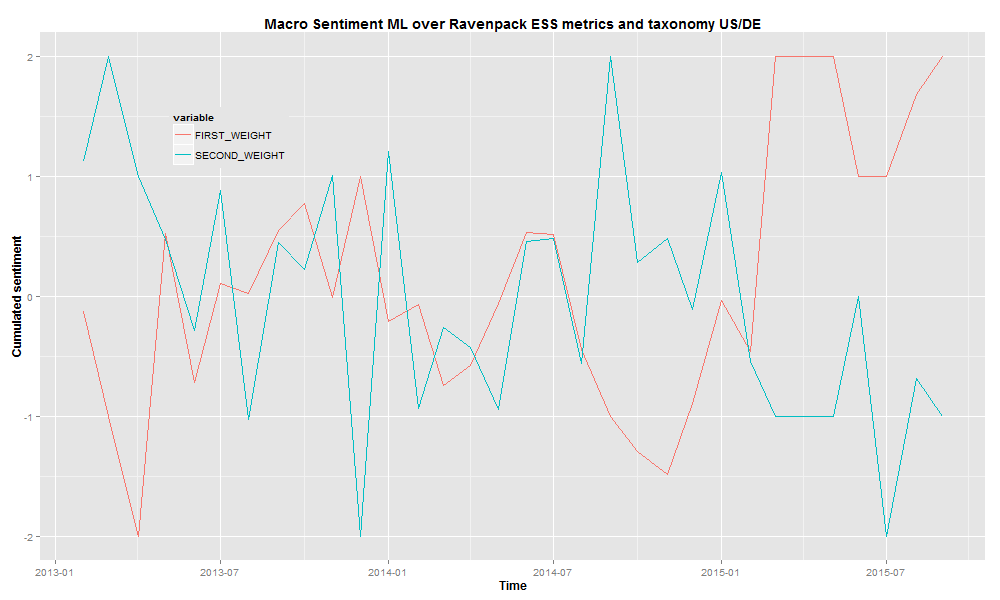 Macro Sentiment ML over Ravenpack ESS metrics and taxonomy US/DE
2
variable
FIRST_WEIGHT
SECOND_WEIGHT
1
0
-1
-2
Cumulated sentiment
2013-01 2013-07 2014-01 2014-07 2015-01 2015-07
Time